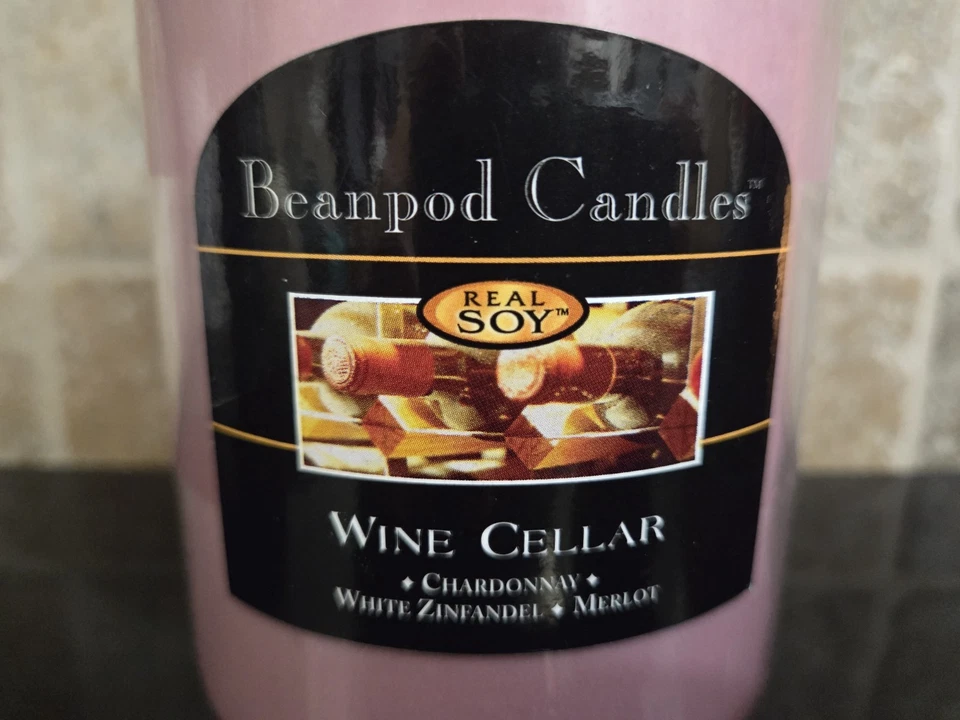 Beanpod Candles™
REAL
SOY™
WINE CELLAR
✦ CHARDONNAY ✦
WHITE ZINFANDEL ✦ MERLOT